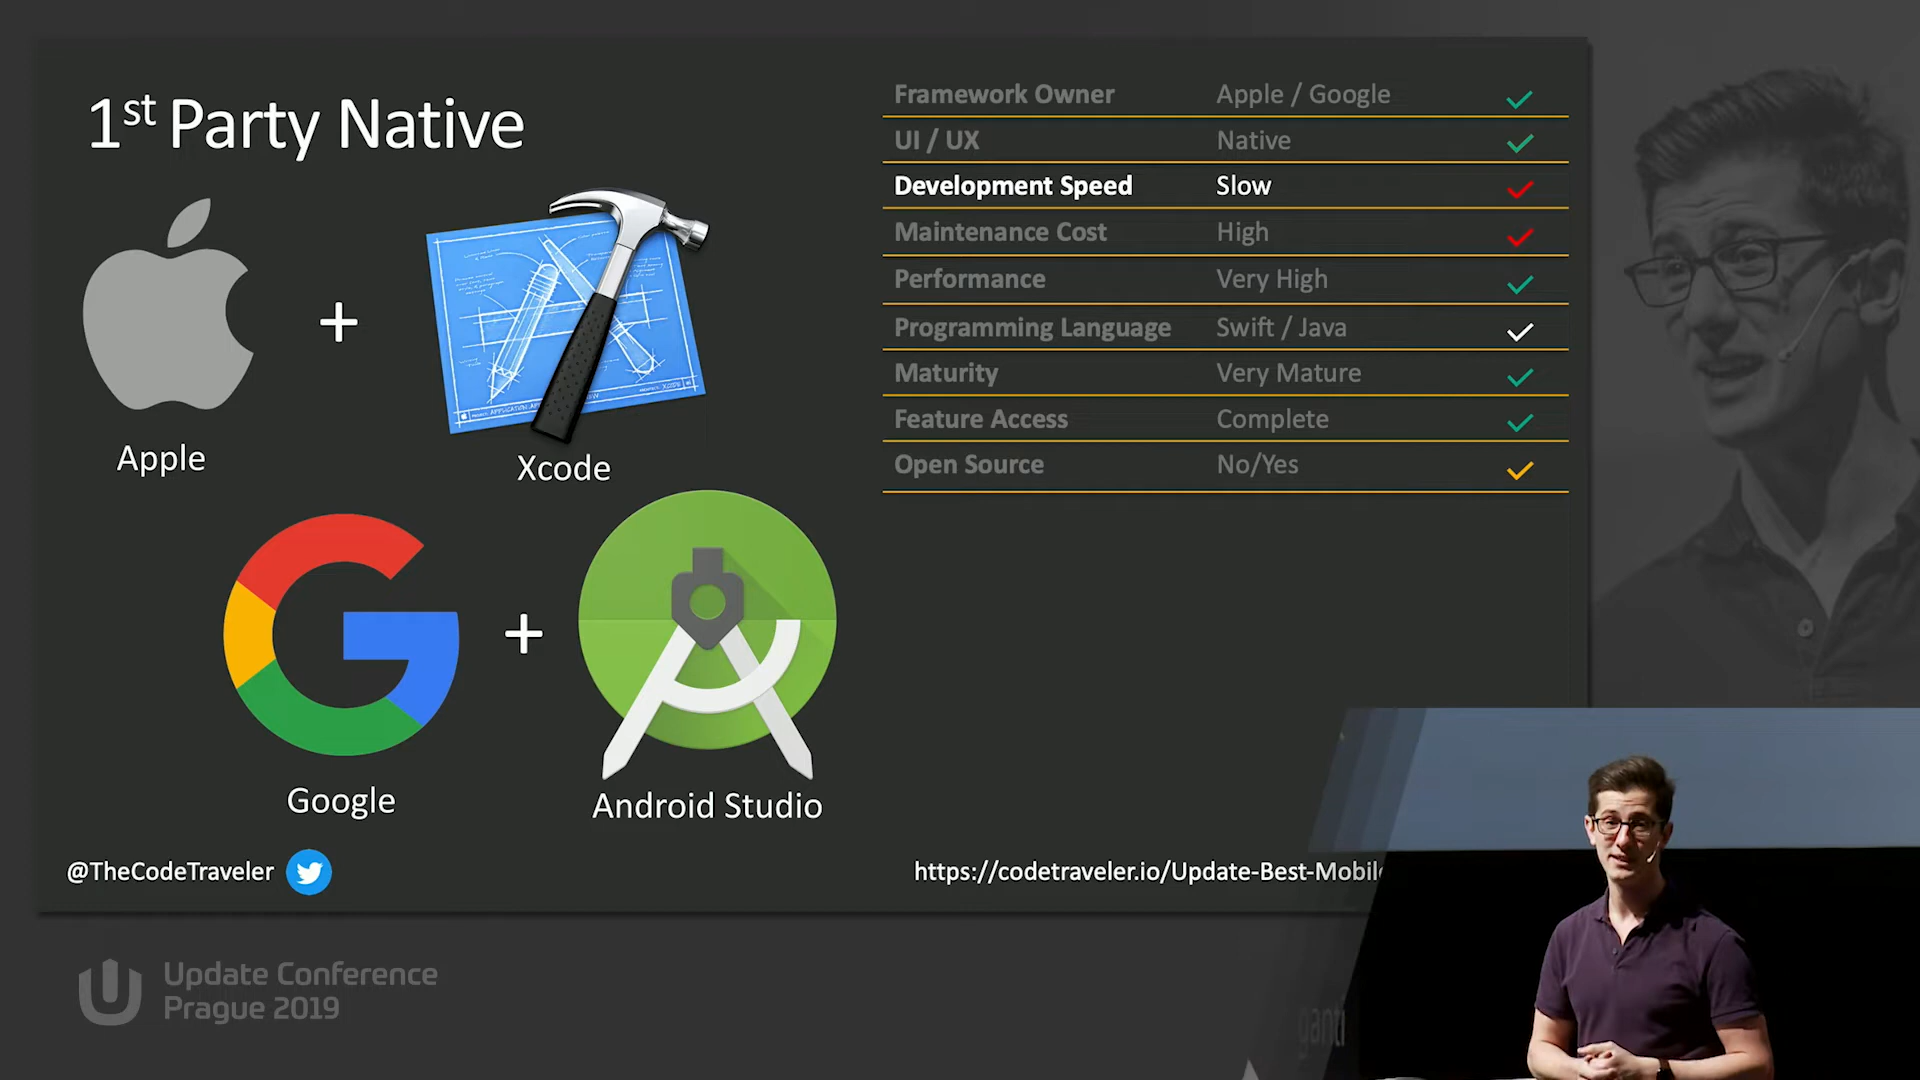 1st Party Native
Apple
+
Xcode
Google
+
Android Studio
Framework Owner Apple / Google
UI / UX Native
Development Speed Slow
Maintenance Cost High
Performance Very High
Programming Language Swift / Java
Maturity Very Mature
Feature Access Complete
Open Source No/Yes
@TheCodeTraveler
https://codetraveler.io/Update-Best-Mobile
Update Conference
Prague 2019